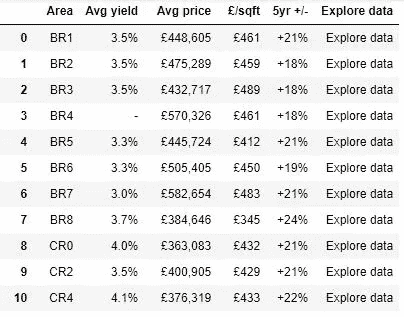 Area Avg yield Avg price £/sqft 5yr +/- Explore data
0 BR1 3.5% £448,605 £461 +21% Explore data
1 BR2 3.5% £475,289 £459 +18% Explore data
2 BR3 3.5% £432,717 £489 +18% Explore data
3 BR4 - £570,326 £461 +18% Explore data
4 BR5 3.3% £445,724 £412 +21% Explore data
5 BR6 3.3% £505,405 £450 +19% Explore data
6 BR7 3.0% £582,654 £483 +21% Explore data
7 BR8 3.7% £384,646 £345 +24% Explore data
8 CR0 4.0% £363,083 £432 +21% Explore data
9 CR2 3.5% £400,905 £429 +21% Explore data
10 CR4 4.1% £376,319 £433 +22% Explore data